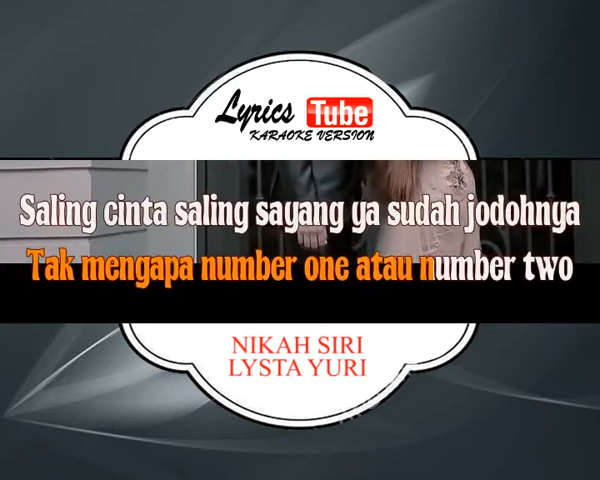 Lyrics Tube
KARAOKE VERSION
Saling cinta saling sayang ya sudah jodohnya
Tak mengapa number one atau number two
NIKAH SIRI
LYSTA YURI